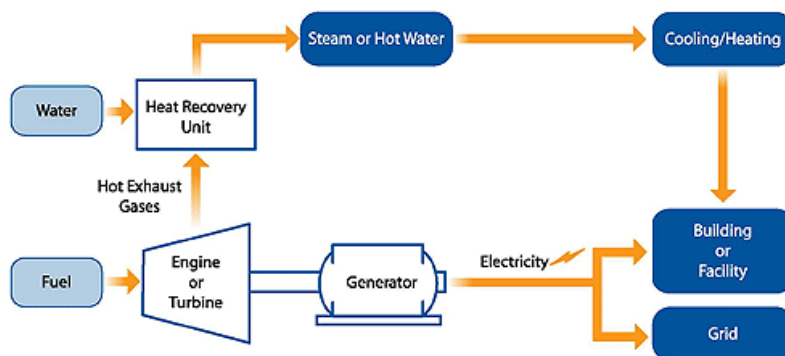 Steam or Hot Water
Cooling/Heating
Water
Heat Recovery
Unit
Hot Exhaust
Gases
Fuel
Engine
or
Turbine
Generator
Electricity
Building
or
Facility
Grid